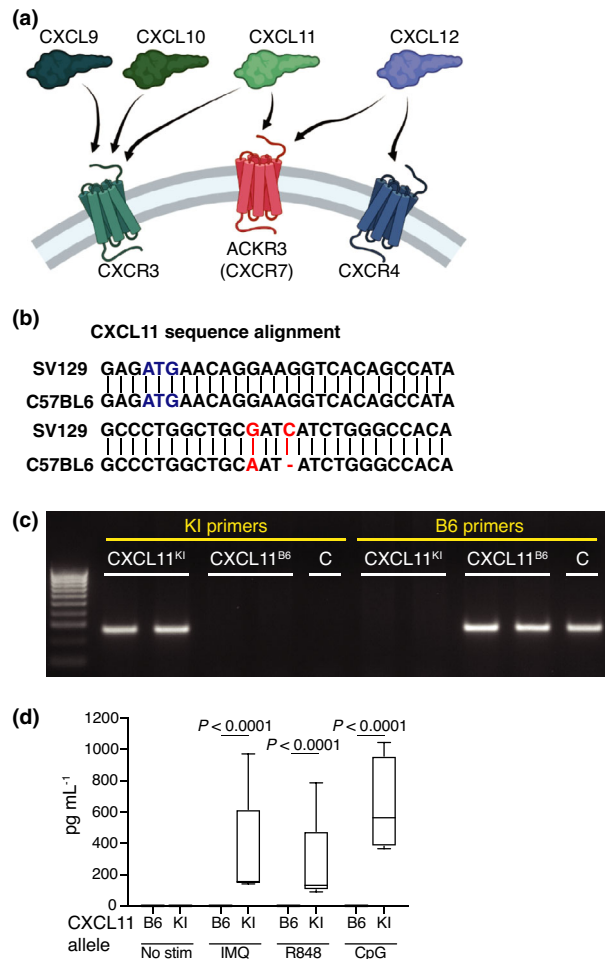 (a)
CXCL9 CXCL10 CXCL11 CXCL12
CXCR3 ACKR3 (CXCR7) CXCR4
(b)
CXCL11 sequence alignment
SV129 GAGATGAACAGGAAGGTCACAGCCATA
C57BL6 GAGATGAACAGGAAGGTCACAGCCATA
SV129 GCCCTGGCTGCGATCATCTGGGCCACA
C57BL6 GCCCTGGCTGCAAT-ATCTGGGCCACA
(c)
KI primers B6 primers
CXCL11KI CXCL11B6 C CXCL11KI CXCL11B6 C
(d)
1200
1000
800
600
400
200
0
pg mL-1
P < 0.0001 P < 0.0001 P < 0.0001
CXCL11 allele B6 KI B6 KI B6 KI B6 KI
No stim IMQ R848 CpG